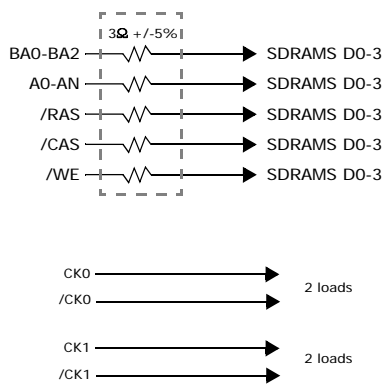 3Ω +/-5%
BA0-BA2 SDRAMS D0-3
A0-AN SDRAMS D0-3
/RAS SDRAMS D0-3
/CAS SDRAMS D0-3
/WE SDRAMS D0-3
CK0
/CK0
2 loads
CK1
/CK1
2 loads